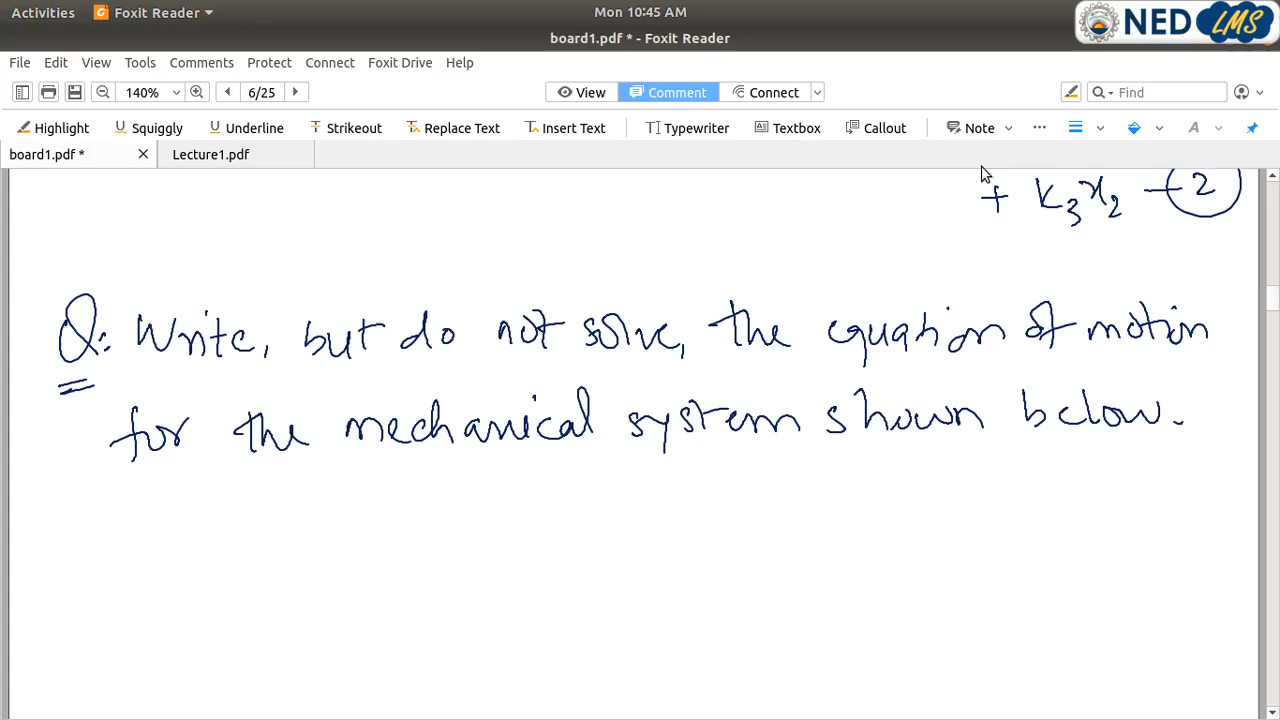 Activities Foxit Reader Mon 10:45 AM
board1.pdf * - Foxit Reader
NED LMS
File Edit View Tools Comments Protect Connect Foxit Drive Help
140% 6/25 View Comment Connect Find
Highlight Squiggly Underline Strikeout Replace Text Insert Text Typewriter Textbox Callout Note
board1.pdf * Lecture1.pdf
+ k₃x₂ — 2
Q: Write, but do not solve, the equation of motion
for the mechanical system shown below.